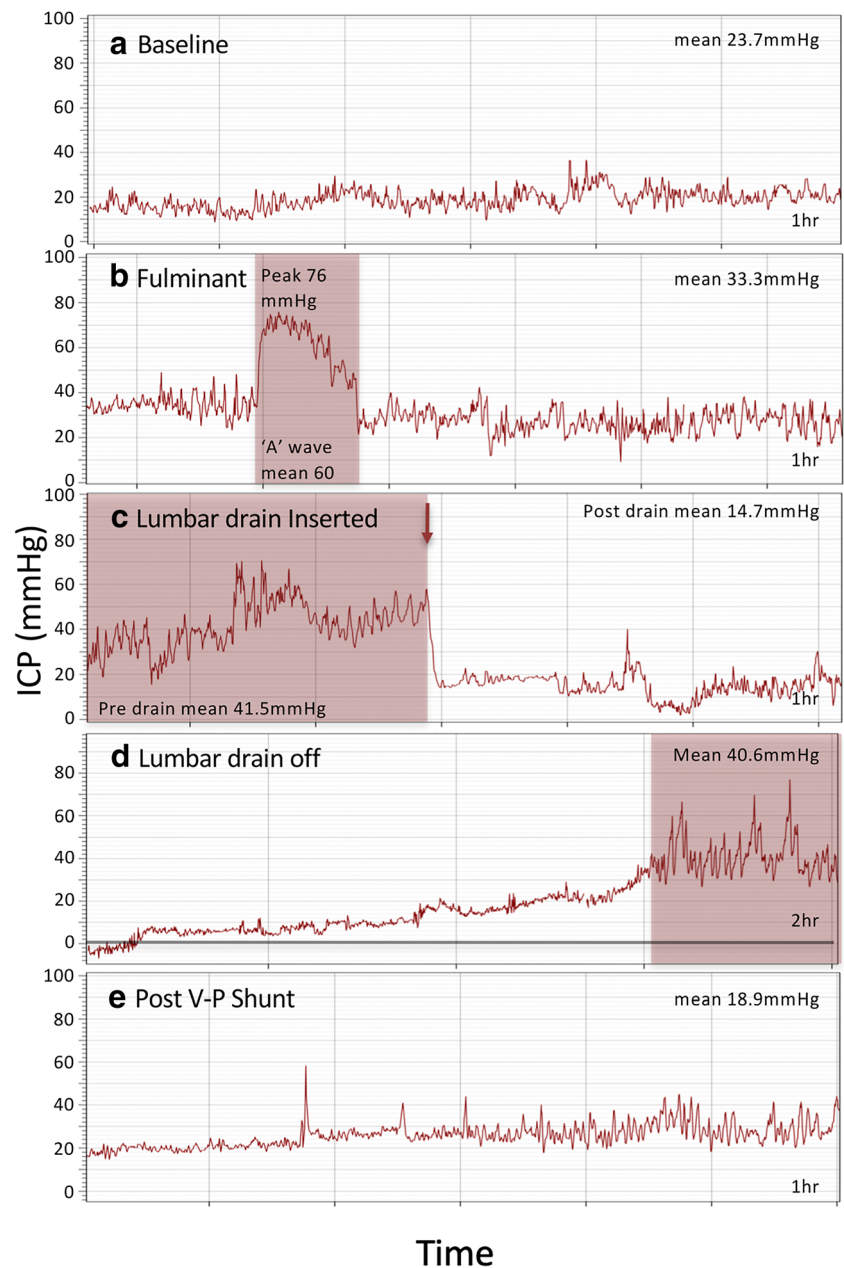 ICP (mmHg)
100
80
60
40
20
0
a Baseline
mean 23.7mmHg
1hr
100
80
60
40
20
0
b Fulminant
Peak 76
mmHg
mean 33.3mmHg
'A' wave
mean 60
1hr
100
80
60
40
20
0
c Lumbar drain Inserted
Post drain mean 14.7mmHg
Pre drain mean 41.5mmHg
1hr
80
60
40
20
0
d Lumbar drain off
Mean 40.6mmHg
2hr
100
80
60
40
20
0
e Post V-P Shunt
mean 18.9mmHg
1hr
Time